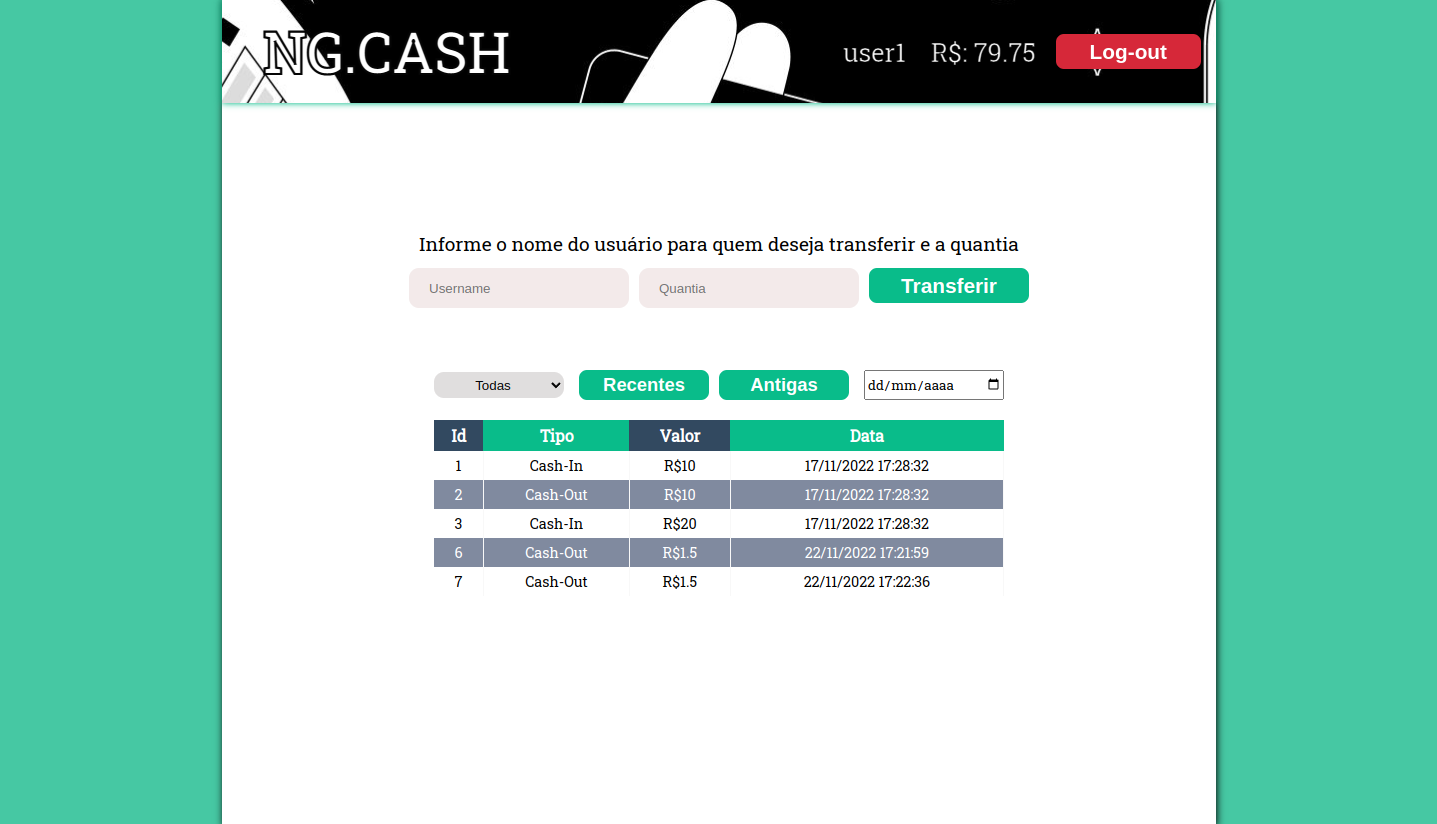 NG.CASH
user1 R$: 79.75 Log-out
Informe o nome do usuário para quem deseja transferir e a quantia
Username Quantia Transferir
Todas Recentes Antigas dd/mm/aaaa
Id Tipo Valor Data
1 Cash-In R$10 17/11/2022 17:28:32
2 Cash-Out R$10 17/11/2022 17:28:32
3 Cash-In R$20 17/11/2022 17:28:32
6 Cash-Out R$1.5 22/11/2022 17:21:59
7 Cash-Out R$1.5 22/11/2022 17:22:36